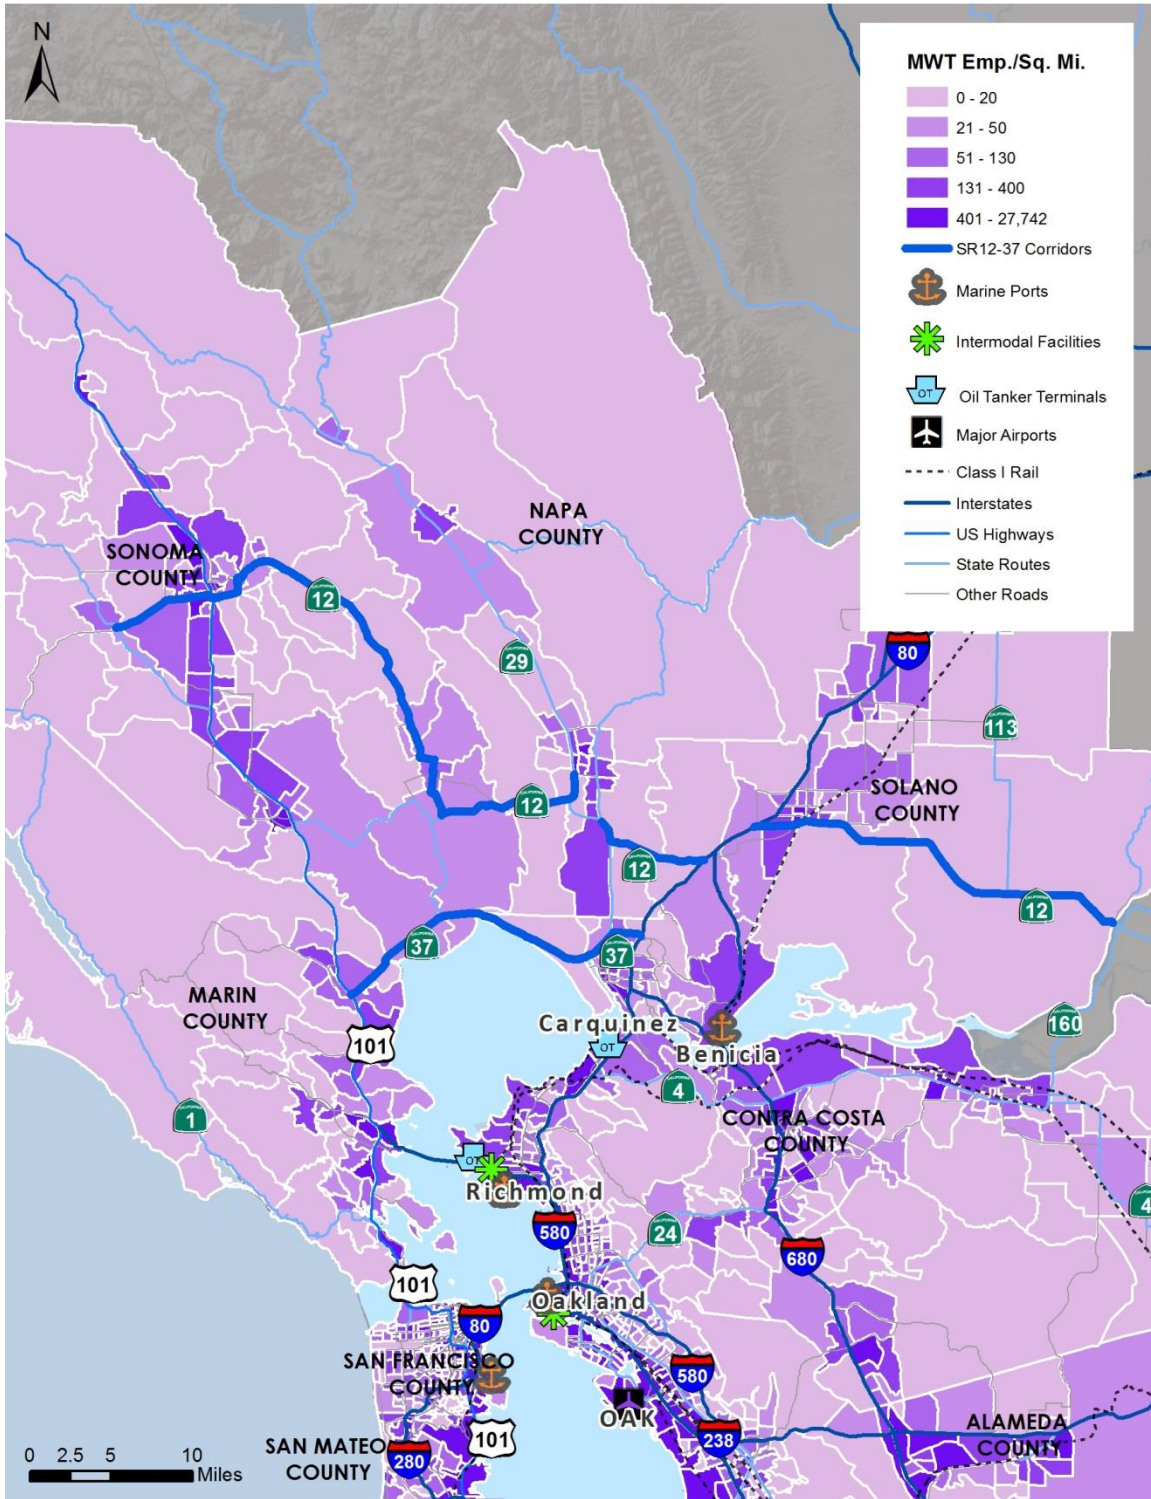 N
MWT Emp./Sq. Mi.
0 - 20
21 - 50
51 - 130
131 - 400
401 - 27,742
SR12-37 Corridors
Marine Ports
Intermodal Facilities
OT
Oil Tanker Terminals
Major Airports
Class I Rail
Interstates
US Highways
State Routes
Other Roads
NAPA
COUNTY
SONOMA
COUNTY
12
29
80
113
SOLANO
COUNTY
12
12
12
37
37
MARIN
COUNTY
101
160
Carquinez
OT
Benicia
4
1
CONTRA COSTA
COUNTY
OT
Richmond
580
24
4
680
101
Oakland
80
SAN FRANCISCO
COUNTY
580
OAK
ALAMEDA
COUNTY
238
101
SAN MATEO
COUNTY
280
0 2.5 5 10
Miles